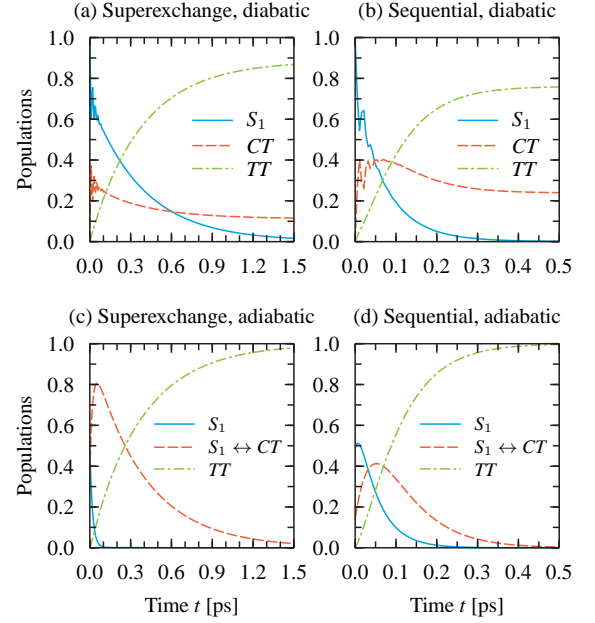 (a) Superexchange, diabatic
(b) Sequential, diabatic
Populations
1.0
0.8
0.6
0.4
0.2
0.0
S₁
CT
TT
S₁
CT
TT
0.0 0.3 0.6 0.9 1.2 1.5
0.0 0.1 0.2 0.3 0.4 0.5
(c) Superexchange, adiabatic
(d) Sequential, adiabatic
Populations
1.0
0.8
0.6
0.4
0.2
0.0
S₁
S₁ ↔ CT
TT
S₁
S₁ ↔ CT
TT
0.0 0.3 0.6 0.9 1.2 1.5
0.0 0.1 0.2 0.3 0.4 0.5
Time t [ps]
Time t [ps]